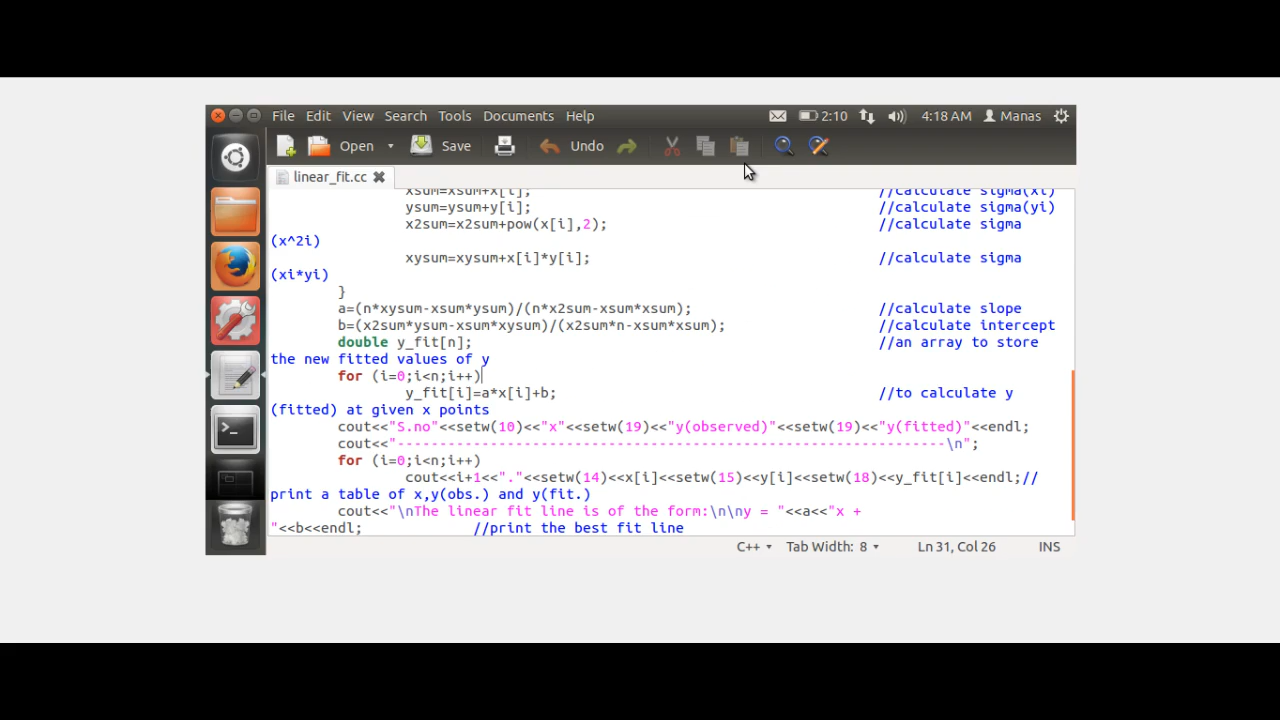 File Edit View Search Tools Documents Help 2:10 4:18 AM Manas
Open Save Undo
linear_fit.cc
xsum=xsum+x[i]; //calculate sigma(xi)
ysum=ysum+y[i]; //calculate sigma(yi)
x2sum=x2sum+pow(x[i],2); //calculate sigma
(x^2i)
xysum=xysum+x[i]*y[i]; //calculate sigma
(xi*yi)
}
a=(n*xysum-xsum*ysum)/(n*x2sum-xsum*xsum); //calculate slope
b=(x2sum*ysum-xsum*xysum)/(x2sum*n-xsum*xsum); //calculate intercept
double y_fit[n]; //an array to store
the new fitted values of y
for (i=0;i<n;i++)
y_fit[i]=a*x[i]+b; //to calculate y
(fitted) at given x points
cout<<"S.no"<<setw(10)<<"x"<<setw(19)<<"y(observed)"<<setw(19)<<"y(fitted)"<<endl;
cout<<"-----------------------------------------------------------------\n";
for (i=0;i<n;i++)
cout<<i+1<<"."<<setw(14)<<x[i]<<setw(15)<<y[i]<<setw(18)<<y_fit[i]<<endl;//
print a table of x,y(obs.) and y(fit.)
cout<<"\nThe linear fit line is of the form:\n\ny = "<<a<<"x +
"<<b<<endl; //print the best fit line
C++ Tab Width: 8 Ln 31, Col 26 INS